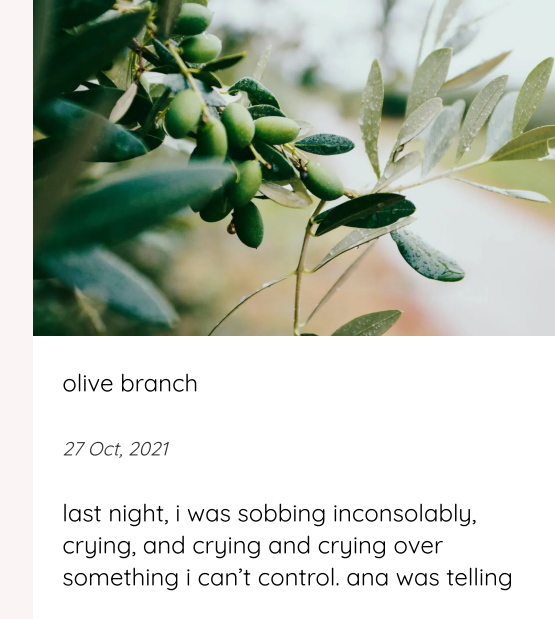 olive branch
27 Oct, 2021
last night, i was sobbing inconsolably,
crying, and crying and crying over
something i can’t control. ana was telling